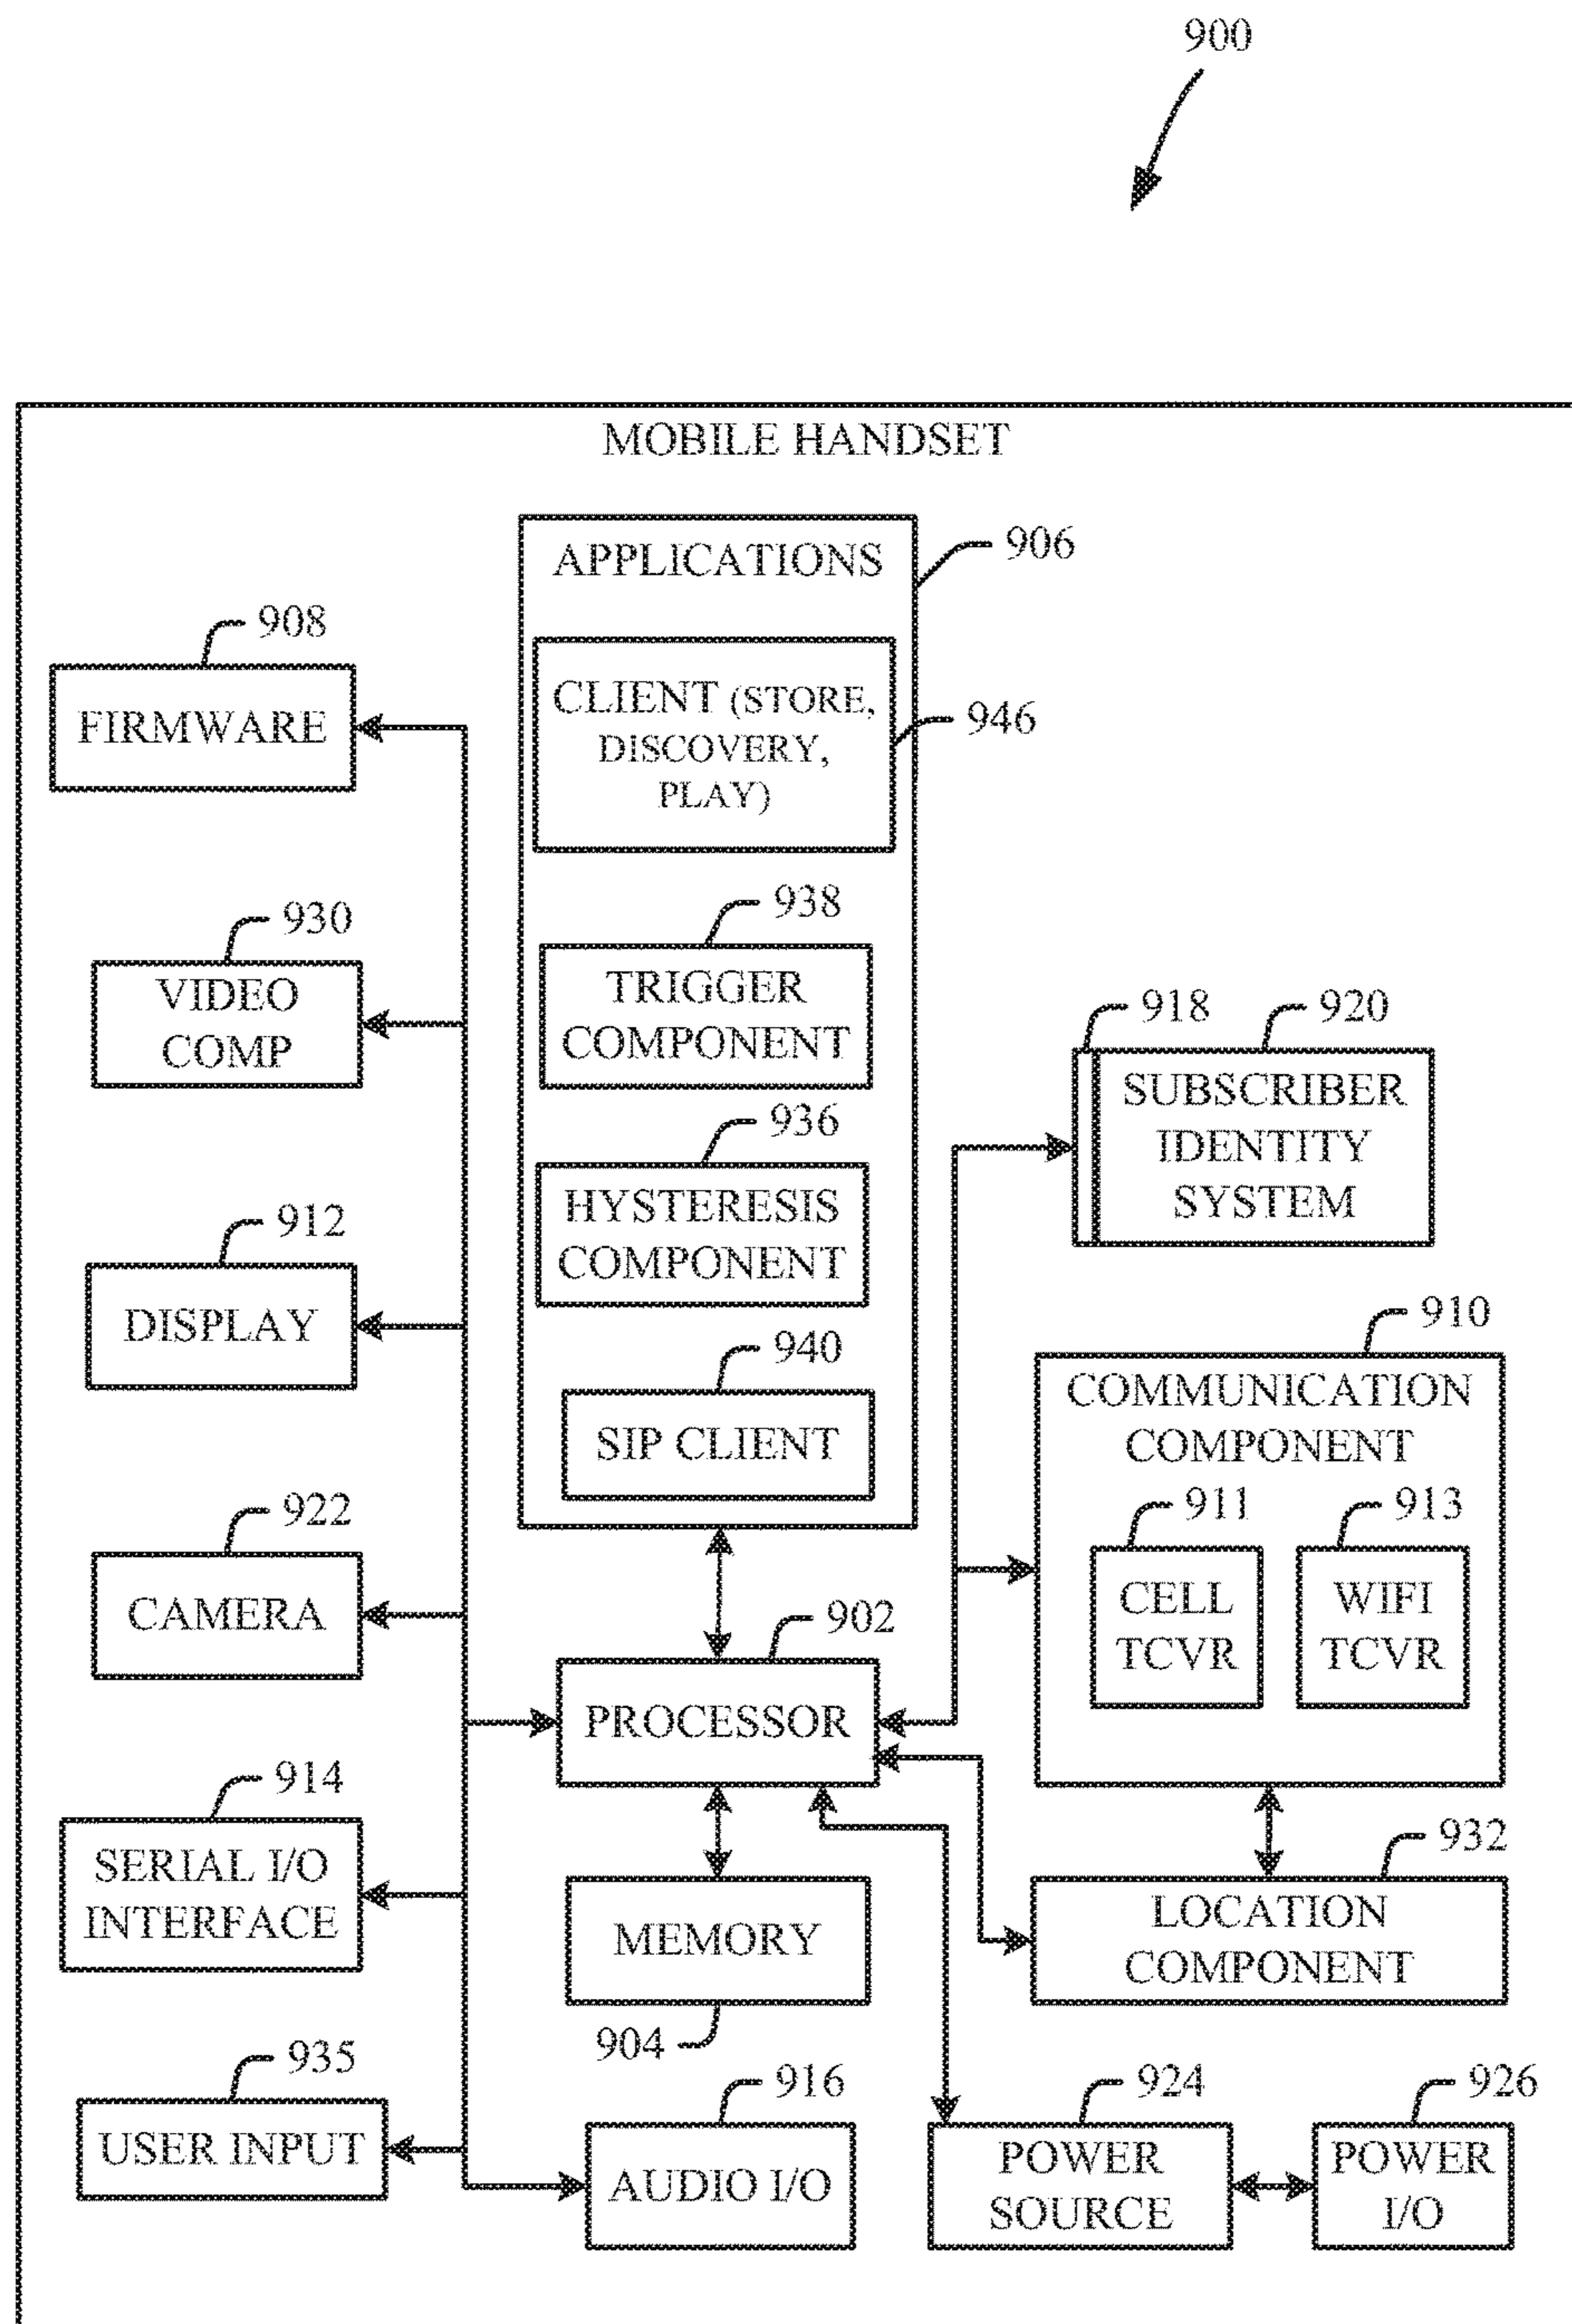 900
MOBILE HANDSET
APPLICATIONS
906
CLIENT (STORE,
DISCOVERY,
PLAY)
946
938
TRIGGER
COMPONENT
936
HYSTERESIS
COMPONENT
940
SIP CLIENT
908
FIRMWARE
930
VIDEO
COMP
912
DISPLAY
922
CAMERA
914
SERIAL I/O
INTERFACE
935
USER INPUT
902
PROCESSOR
MEMORY
904
916
AUDIO I/O
918
920
SUBSCRIBER
IDENTITY
SYSTEM
910
COMMUNICATION
COMPONENT
911
CELL
TCVR
913
WIFI
TCVR
932
LOCATION
COMPONENT
924
POWER
SOURCE
926
POWER
I/O